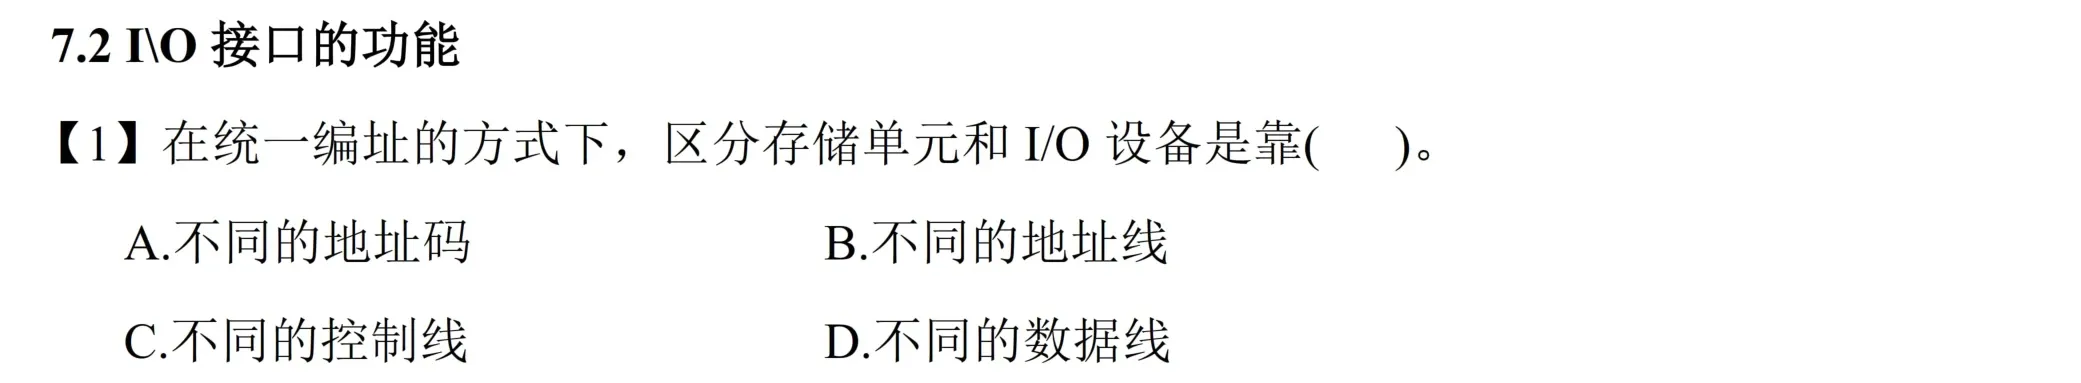 7.2 I\O 接口的功能
【1】在统一编址的方式下，区分存储单元和 I/O 设备是靠(    )。
A.不同的地址码    B.不同的地址线
C.不同的控制线    D.不同的数据线